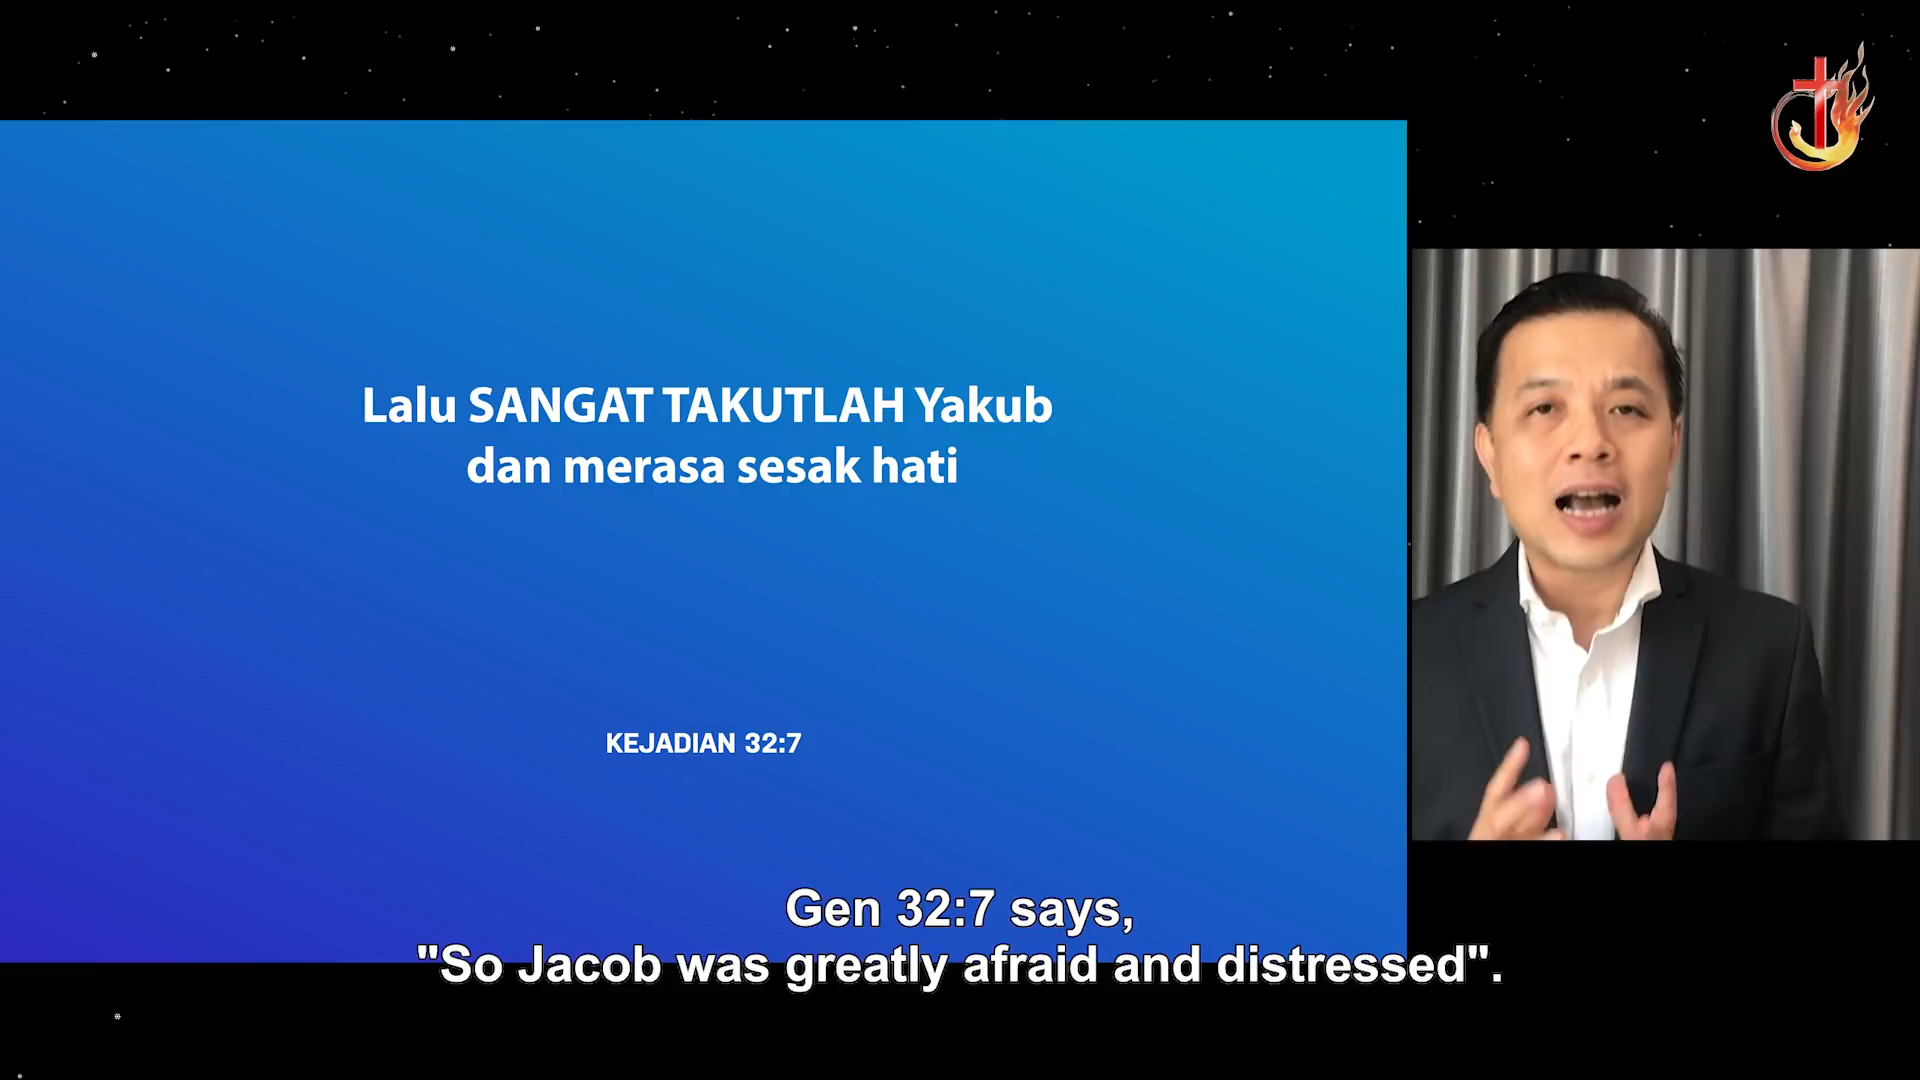 Lalu SANGAT TAKUTLAH Yakub
dan merasa sesak hati
KEJADIAN 32:7
Gen 32:7 says,
"So Jacob was greatly afraid and distressed".